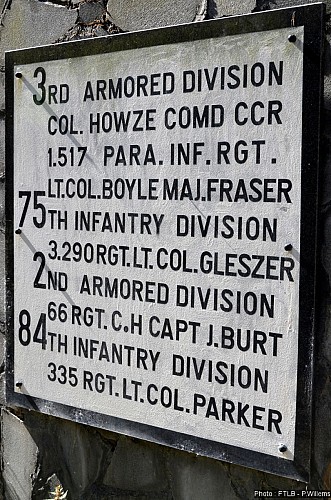 3RD ARMORED DIVISION
COL. HOWZE COMD CCR
1.517 PARA. INF. RGT.
LT.COL.BOYLE MAJ.FRASER
75TH INFANTRY DIVISION
3.290RGT.LT.COL.GLESZER
2ND ARMORED DIVISION
66 RGT. C.H CAPT J.BURT
84TH INFANTRY DIVISION
335 RGT.LT.COL.PARKER
Photo : FTLB - P.Willems